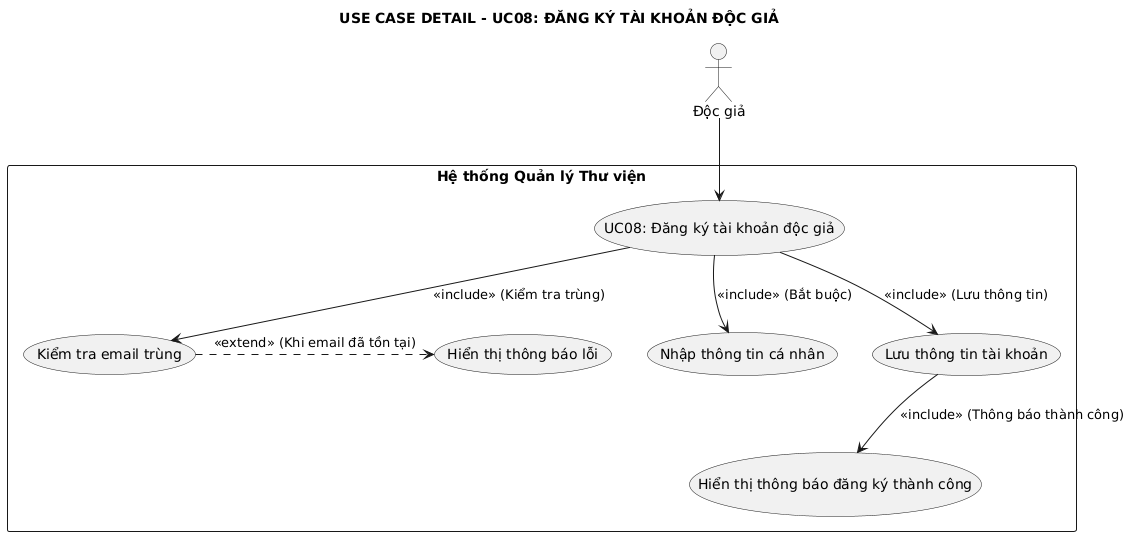 USE CASE DETAIL - UC08: ĐĂNG KÝ TÀI KHOẢN ĐỘC GIẢ
Độc giả
Hệ thống Quản lý Thư viện
UC08: Đăng ký tài khoản độc giả
«include» (Kiểm tra trùng)
«include» (Bắt buộc)
«include» (Lưu thông tin)
Kiểm tra email trùng
«extend» (Khi email đã tồn tại)
Hiển thị thông báo lỗi
Nhập thông tin cá nhân
Lưu thông tin tài khoản
«include» (Thông báo thành công)
Hiển thị thông báo đăng ký thành công